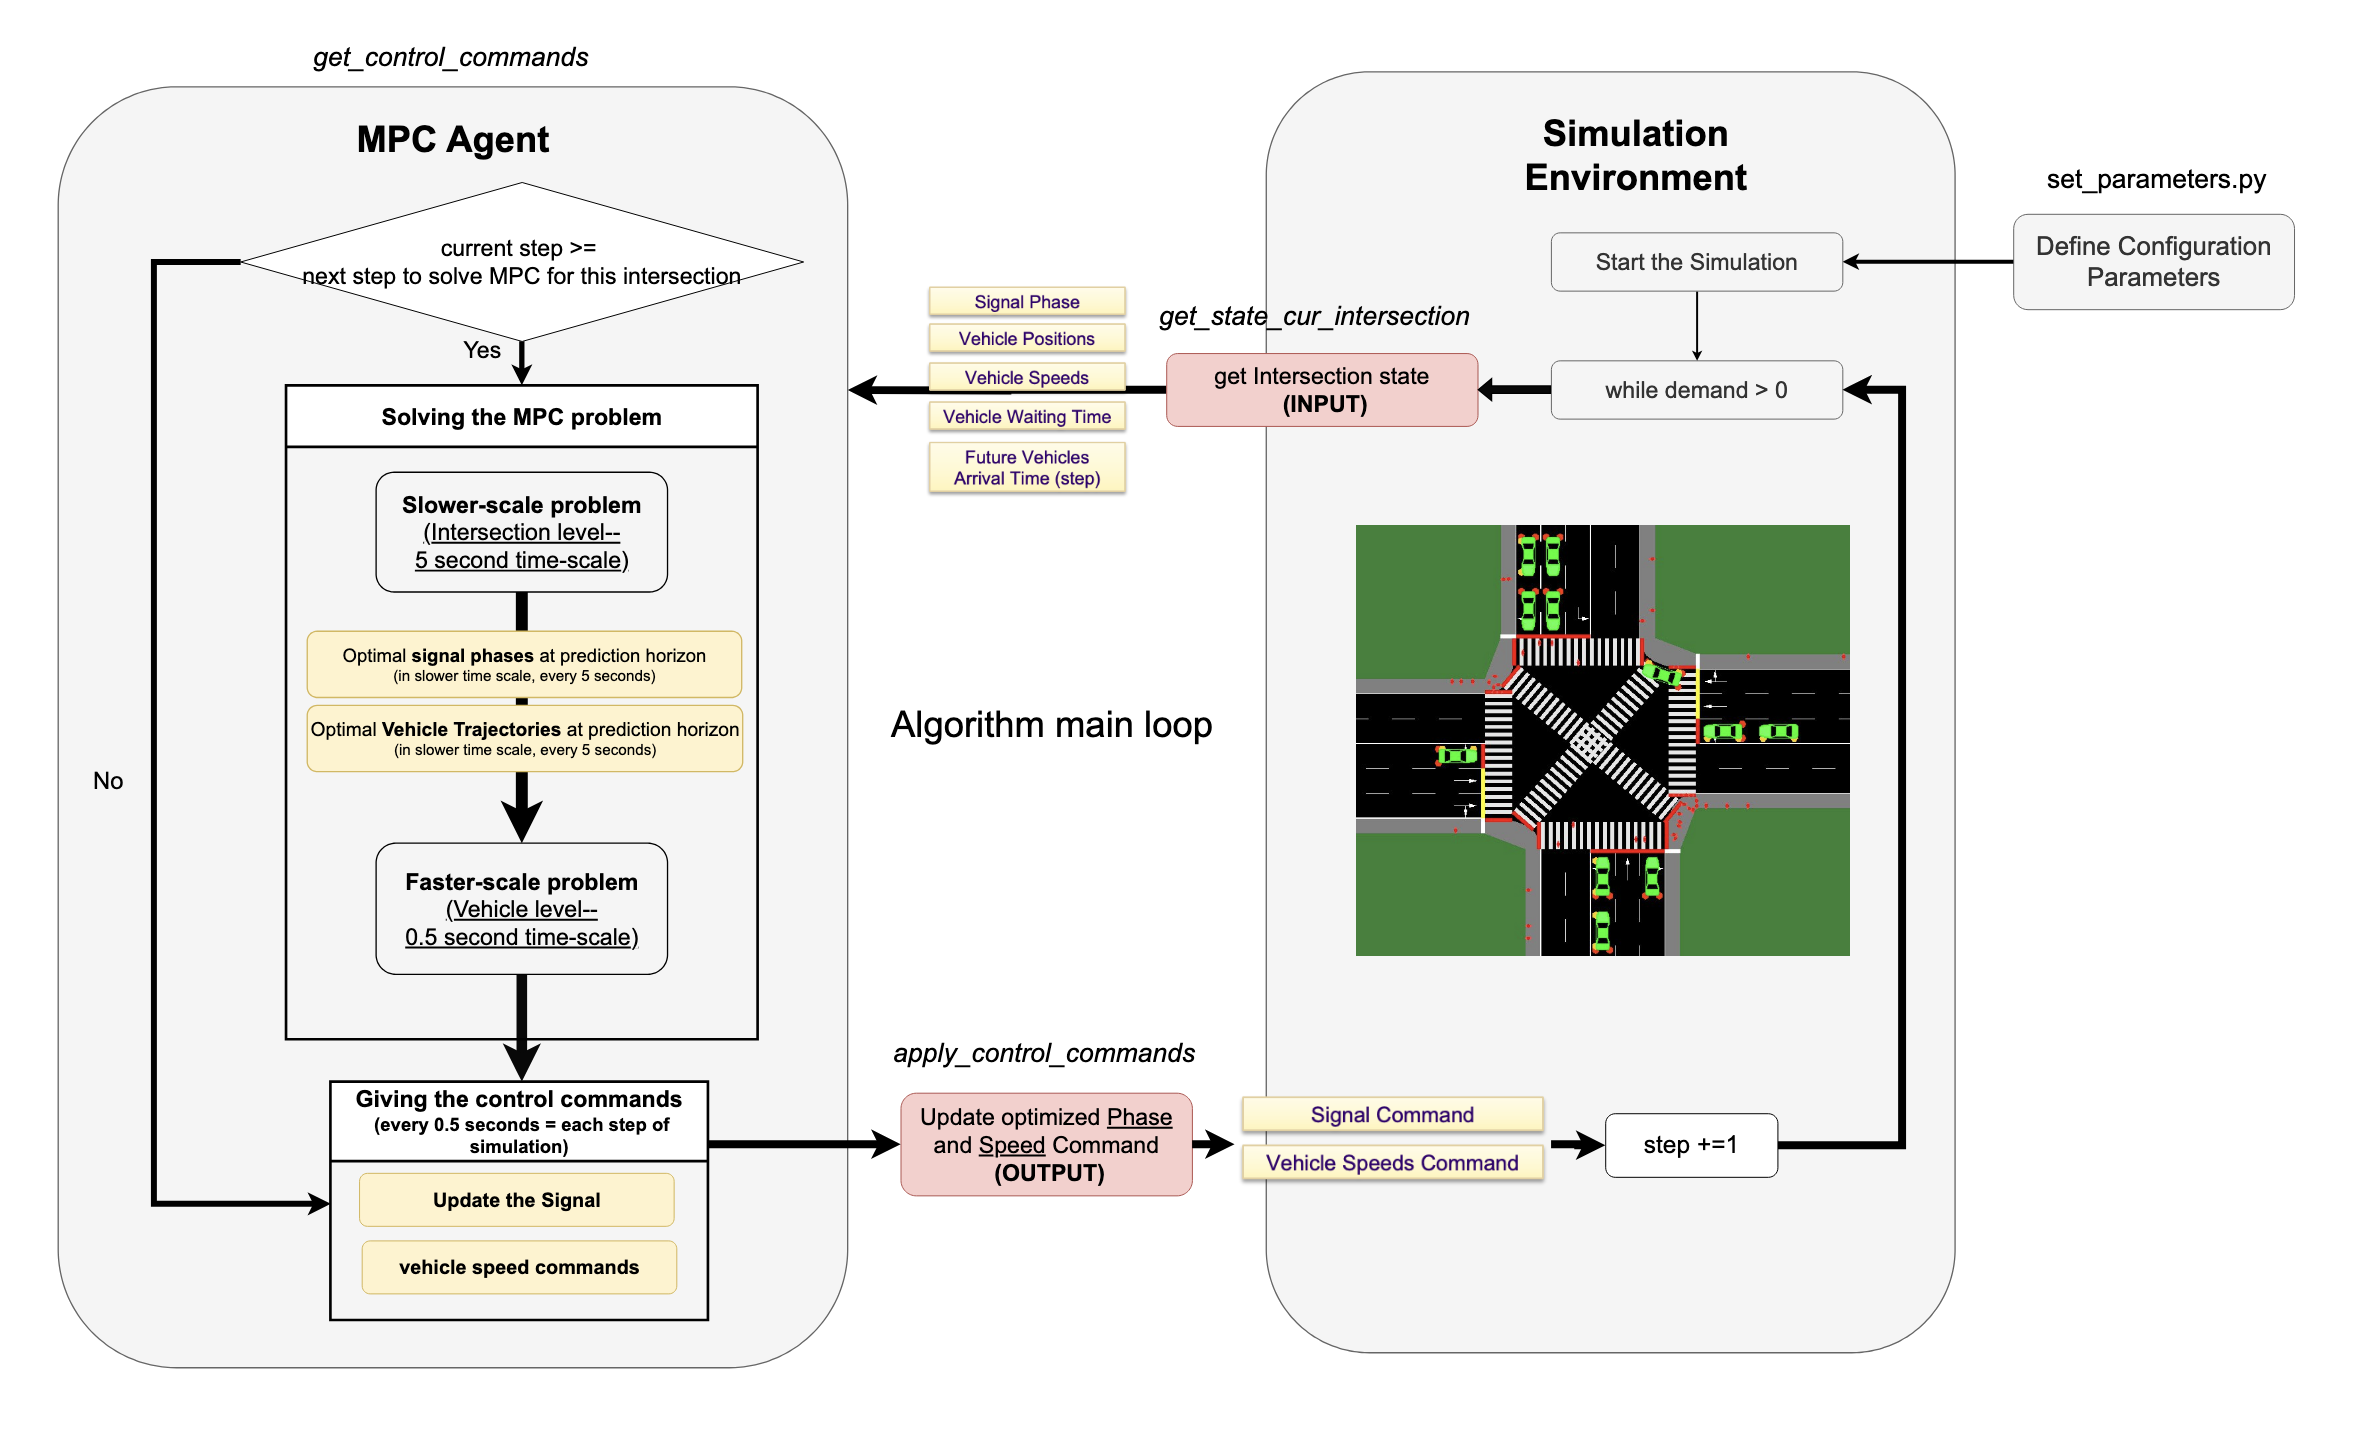 get_control_commands
MPC Agent
current step >=
next step to solve MPC for this intersection
Yes
No
Solving the MPC problem
Slower-scale problem
(Intersection level--
5 second time-scale)
Optimal signal phases at prediction horizon
(in slower time scale, every 5 seconds)
Optimal Vehicle Trajectories at prediction horizon
(in slower time scale, every 5 seconds)
Faster-scale problem
(Vehicle level--
0.5 second time-scale)
Giving the control commands
(every 0.5 seconds = each step of
simulation)
Update the Signal
vehicle speed commands
Signal Phase
Vehicle Positions
Vehicle Speeds
Vehicle Waiting Time
Future Vehicles
Arrival Time (step)
get_state_cur_intersection
get Intersection state
(INPUT)
Algorithm main loop
apply_control_commands
Update optimized Phase
and Speed Command
(OUTPUT)
Signal Command
Vehicle Speeds Command
Simulation
Environment
Start the Simulation
while demand > 0
step +=1
set_parameters.py
Define Configuration
Parameters